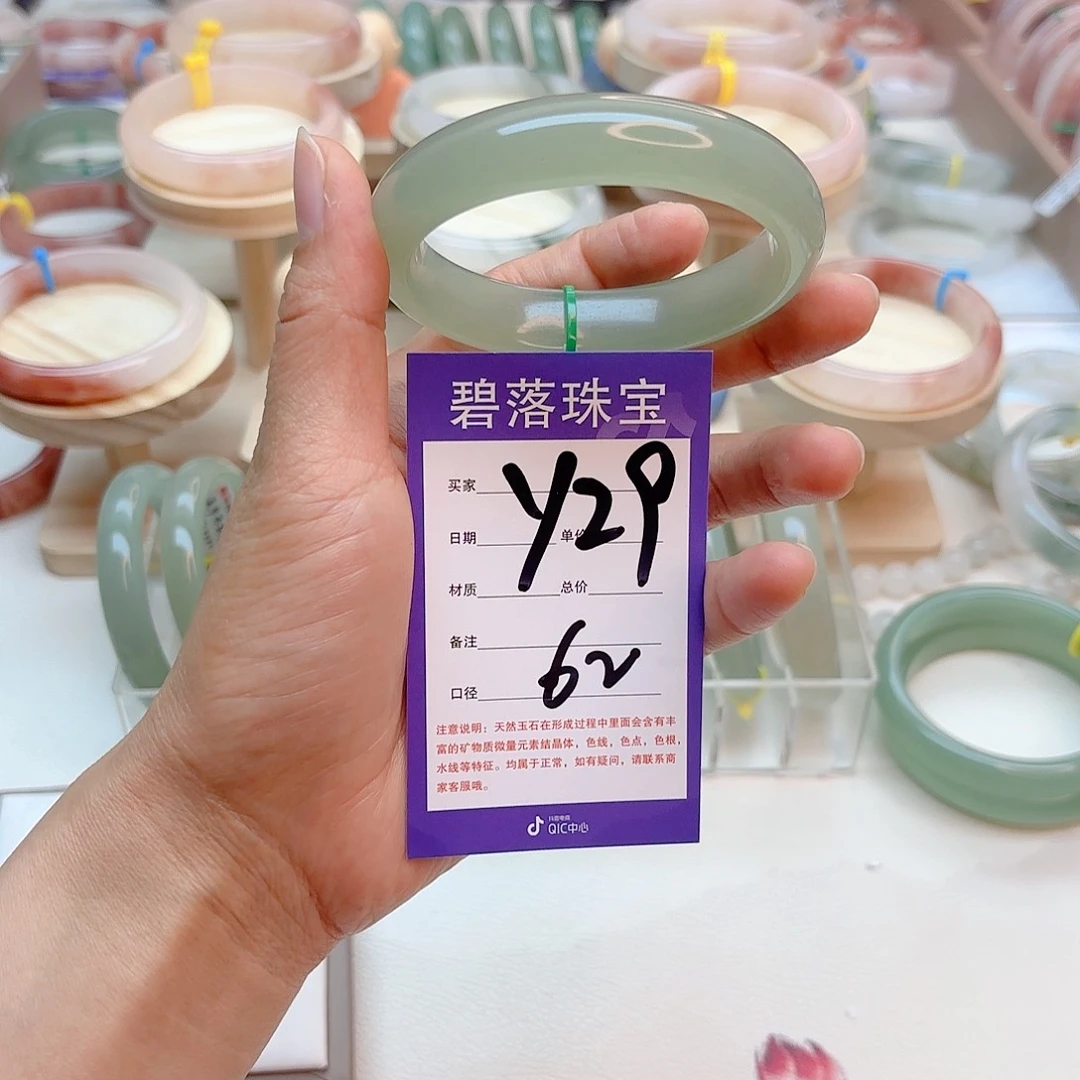 碧落珠宝
买家
Y29
日期 单价
材质 总价
备注
62
口径
注意说明：天然玉石在形成过程中里面会含有丰
富的矿物质微量元素结晶体，色线，色点，色根，
水线等特征。均属于正常，如有疑问，请联系商
家客服哦。
抖音电商
QIC中心